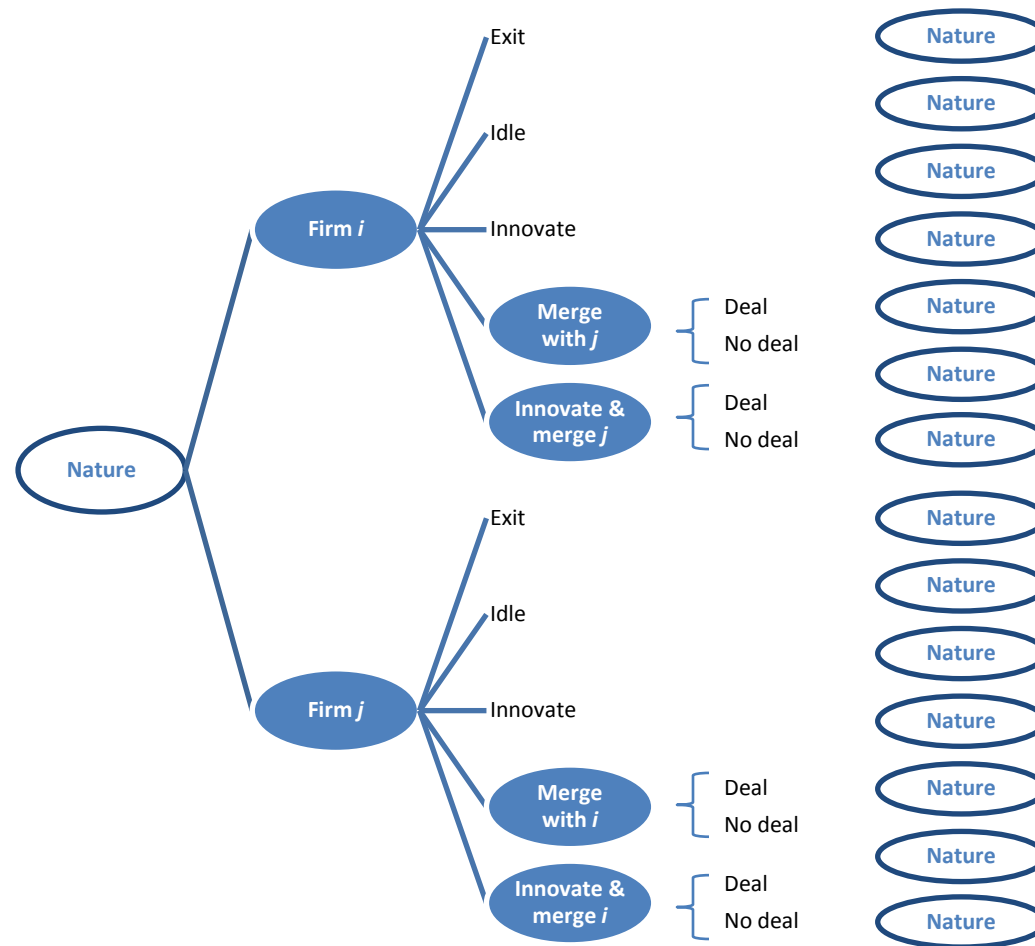 Exit
Idle
Firm i
Innovate
Merge
with j
Deal
No deal
Innovate &
merge j
Deal
No deal
Nature
Exit
Idle
Firm j
Innovate
Merge
with i
Deal
No deal
Innovate &
merge i
Deal
No deal
Nature
Nature
Nature
Nature
Nature
Nature
Nature
Nature
Nature
Nature
Nature
Nature
Nature
Nature